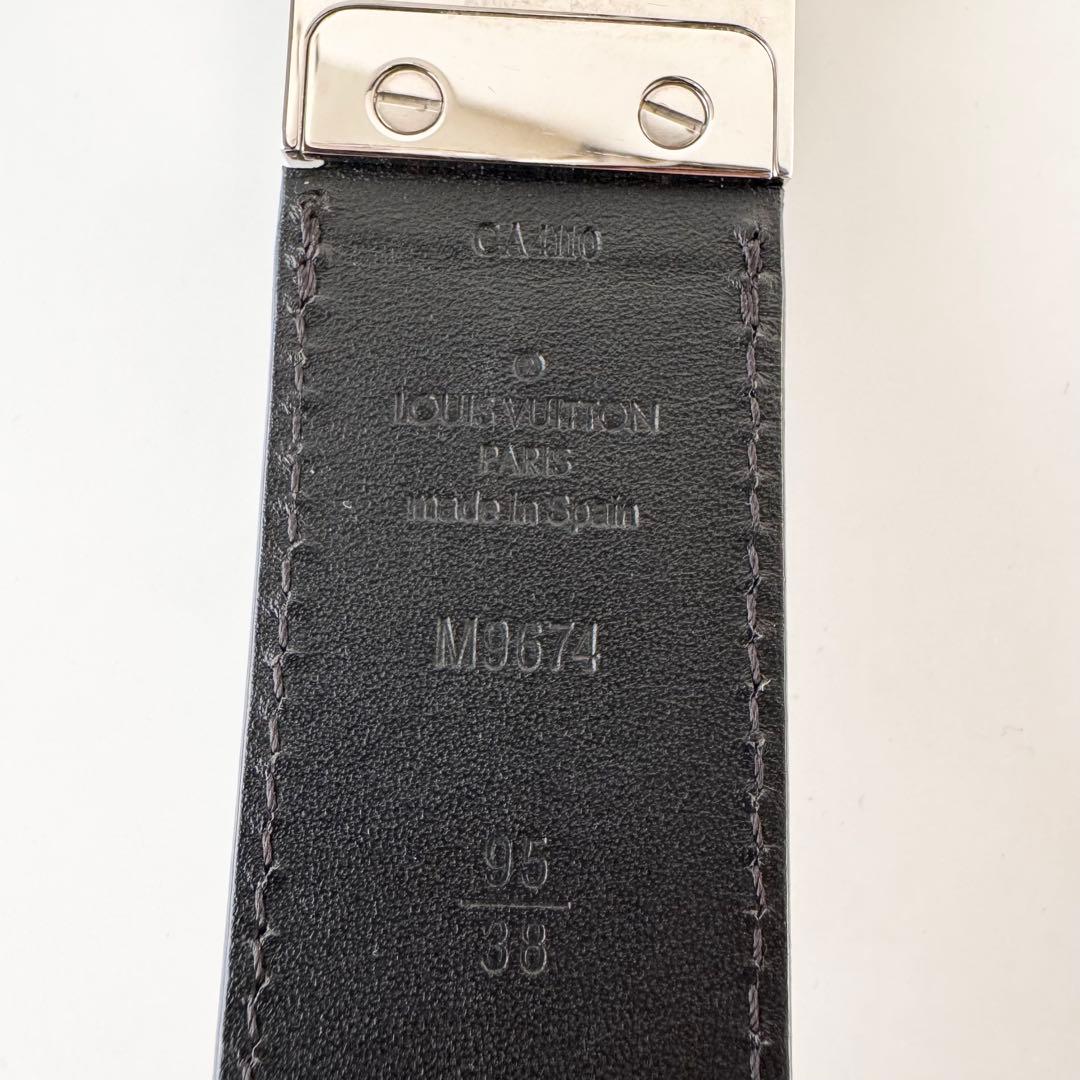 CA4110
LOUIS VUITTON
PARIS
made in Spain
M9674
95
38